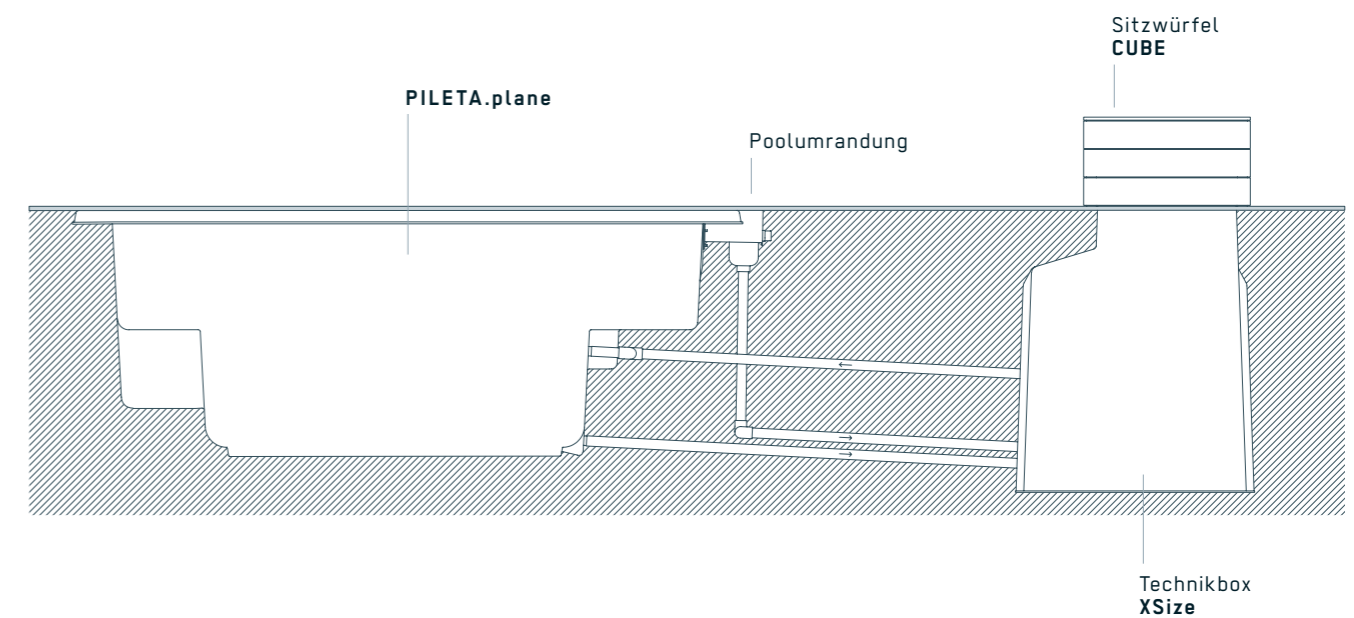 Sitzwürfel
CUBE
PILETA.plane
Poolumrandung
Technikbox
XSize